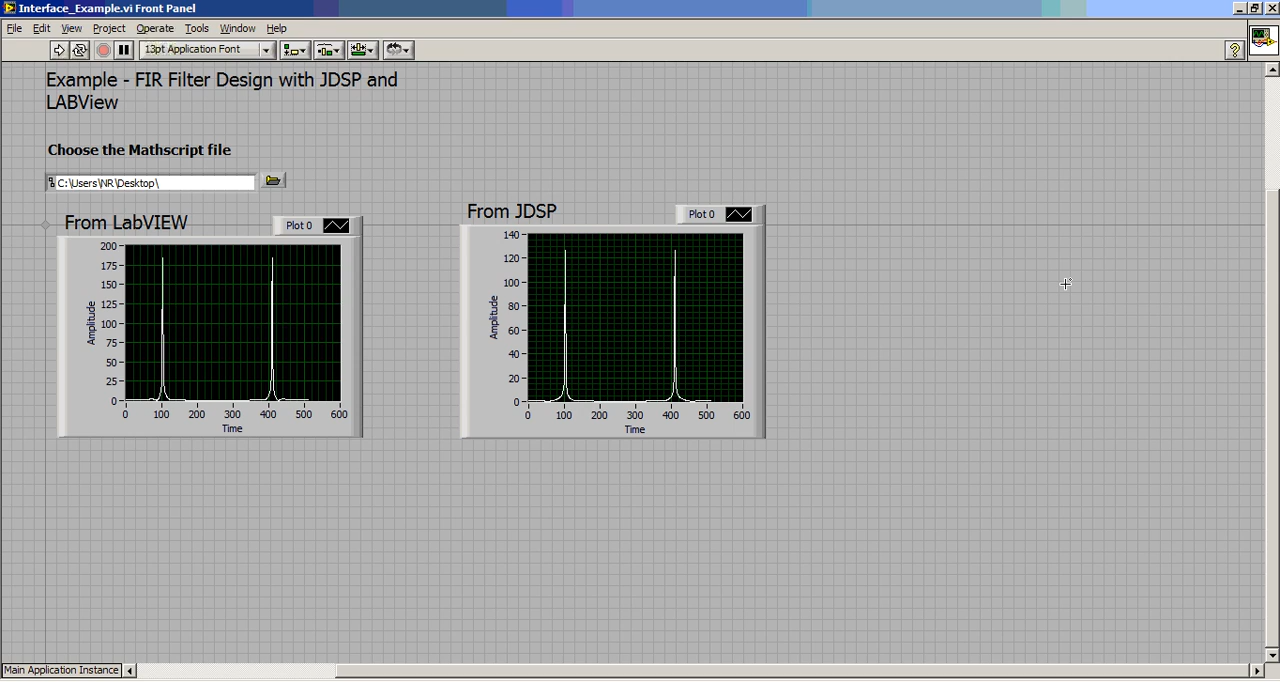 Interface_Example.vi Front Panel
File Edit View Project Operate Tools Window Help
13pt Application Font
?
Example - FIR Filter Design with JDSP and
LABView
Choose the Mathscript file
C:\Users\NR\Desktop\
From LabVIEW
Plot 0
200
175
150
125
100
75
50
25
0
Amplitude
0 100 200 300 400 500 600
Time
From JDSP
Plot 0
140
120
100
80
60
40
20
0
Amplitude
0 100 200 300 400 500 600
Time
Main Application Instance